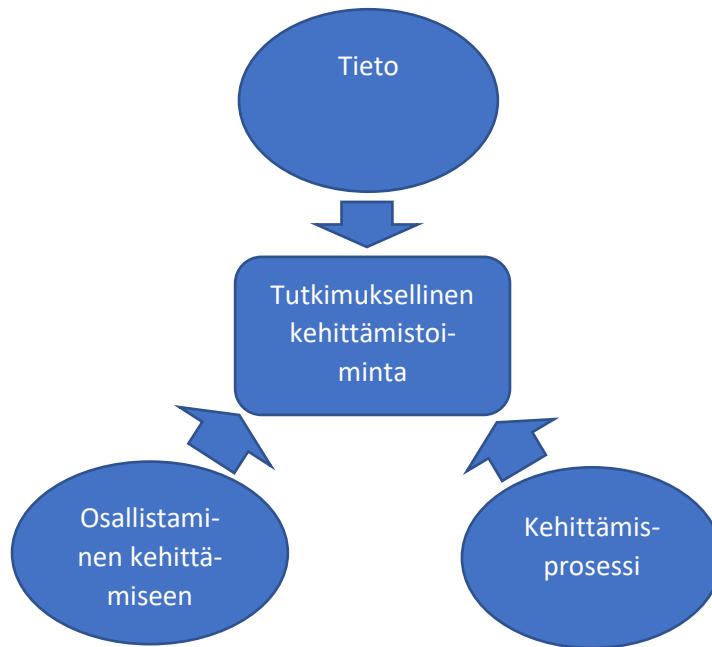 Tieto
Tutkimuksellinen
kehittämistoi-
minta
Osallistami-
nen kehittä-
miseen
Kehittämis-
prosessi